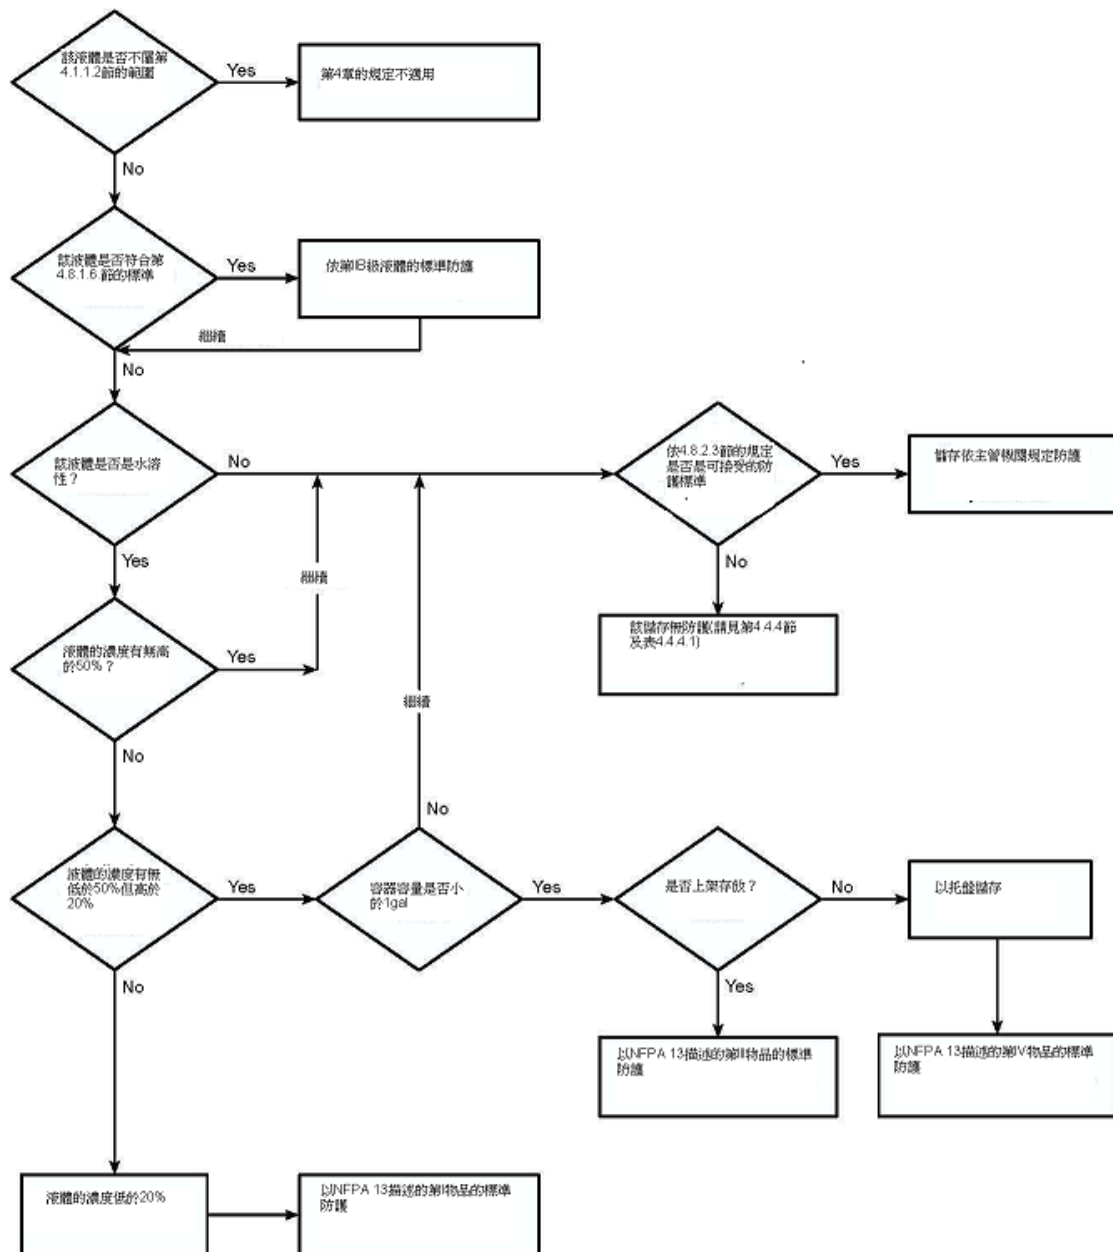 該液體是否不屬第
4.1.1.2節的範圍
Yes
第4章的規定不適用
No
該液體是否符合第
4.8.1.6.節的標準
Yes
依第IB級液體的標準防護
繼續
No
該液體是否是水溶
性？
No
依4.8.2.3節的規定
是否是可接受的防
護標準
Yes
儲存依主管機關規定防護
Yes
No
繼續
該儲存無防護(請見第4.4.4節
及表4.4.4.1)
液體的濃度有無高
於50%？
Yes
繼續
No
No
液體的濃度有無
低於50%但高於
20%
Yes
容器容量是否小
於1gal
Yes
是否上架存放？
No
以托盤儲存
No
Yes
以NFPA 13描述的第III物品的標準
防護
以NFPA 13描述的第IV物品的標準
防護
液體的濃度低於20%
以NFPA 13描述的第I物品的標準
防護